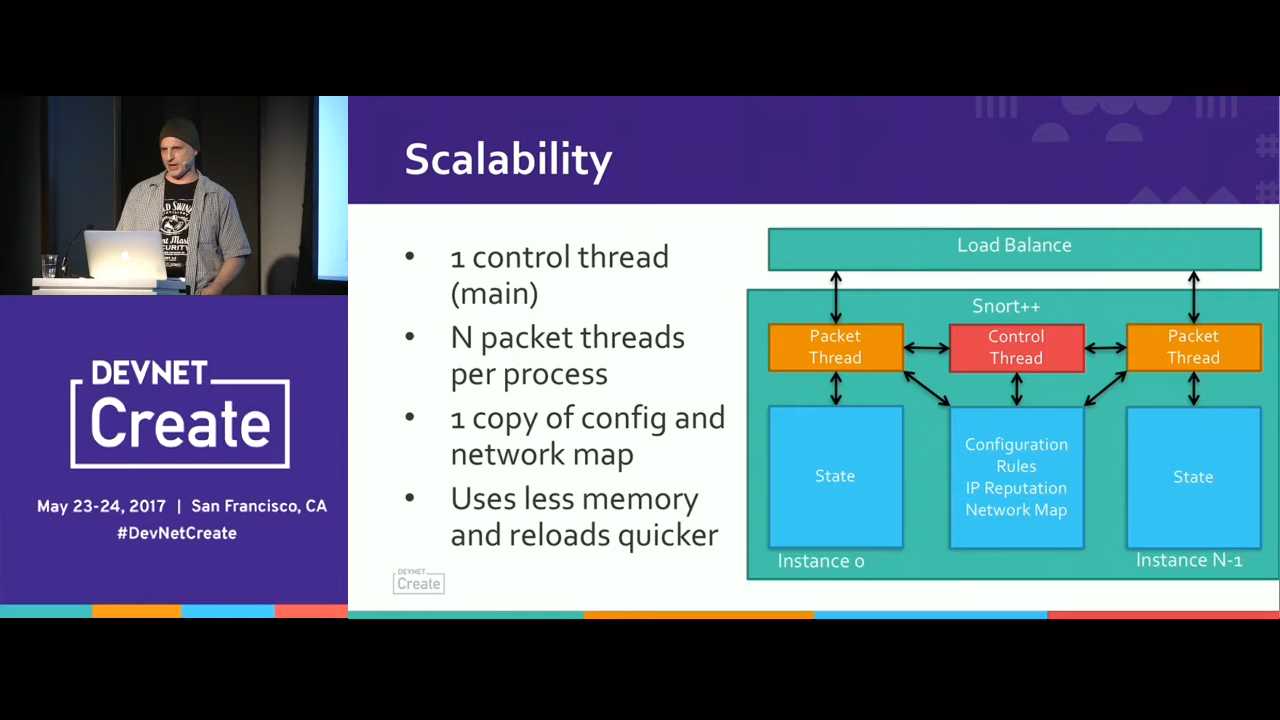 Scalability
• 1 control thread
(main)
• N packet threads
per process
• 1 copy of config and
network map
• Uses less memory
and reloads quicker
DEVNET
Create
Load Balance
Snort++
Packet
Thread
Control
Thread
Packet
Thread
State
Configuration
Rules
IP Reputation
Network Map
State
Instance 0
Instance N-1
DEVNET
Create
May 23-24, 2017 | San Francisco, CA
#DevNetCreate